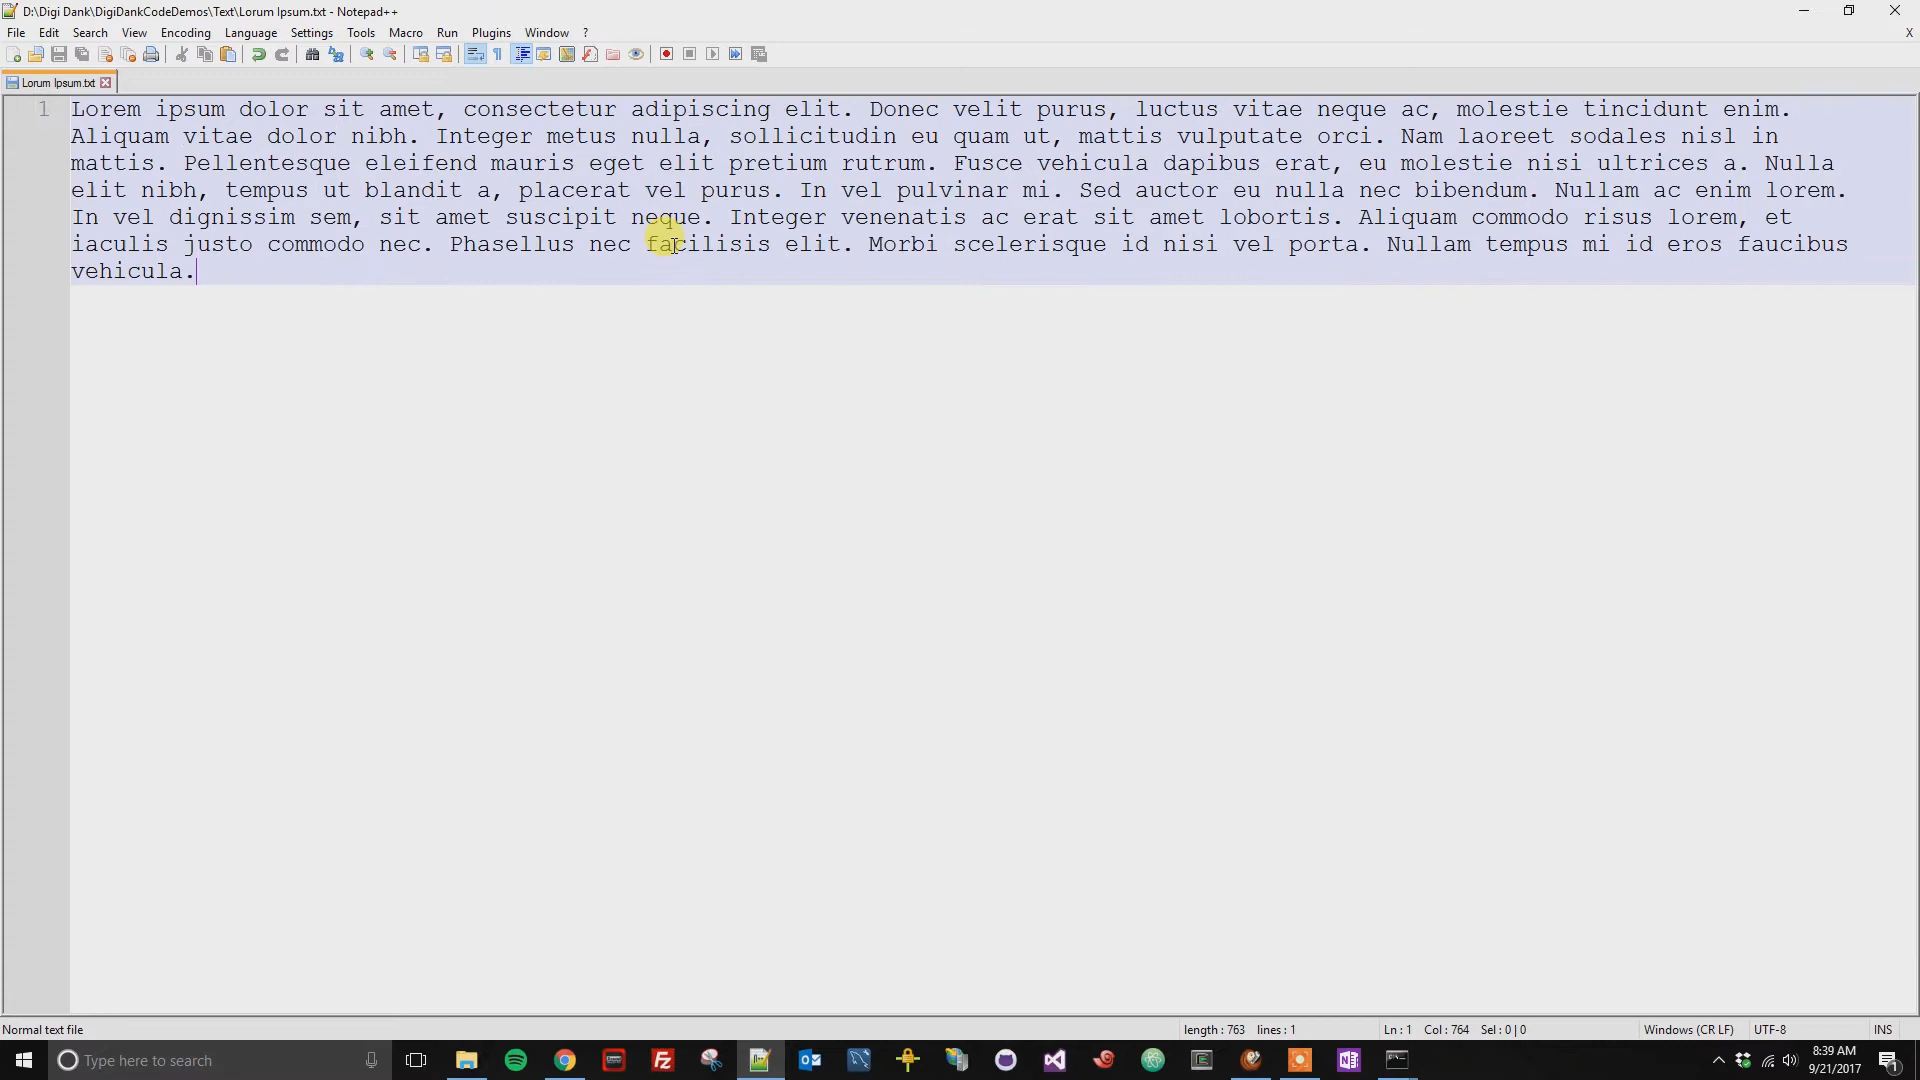 D:\Digi Dank\DigiDankCodeDemos\Text\Lorum Ipsum.txt - Notepad++
File Edit Search View Encoding Language Settings Tools Macro Run Plugins Window ? X
Lorum Ipsum.txt
1 Lorem ipsum dolor sit amet, consectetur adipiscing elit. Donec velit purus, luctus vitae neque ac, molestie tincidunt enim.
Aliquam vitae dolor nibh. Integer metus nulla, sollicitudin eu quam ut, mattis vulputate orci. Nam laoreet sodales nisl in
mattis. Pellentesque eleifend mauris eget elit pretium rutrum. Fusce vehicula dapibus erat, eu molestie nisi ultrices a. Nulla
elit nibh, tempus ut blandit a, placerat vel purus. In vel pulvinar mi. Sed auctor eu nulla nec bibendum. Nullam ac enim lorem.
In vel dignissim sem, sit amet suscipit neque. Integer venenatis ac erat sit amet lobortis. Aliquam commodo risus lorem, et
iaculis justo commodo nec. Phasellus nec facilisis elit. Morbi scelerisque id nisi vel porta. Nullam tempus mi id eros faucibus
vehicula.
Normal text file length : 763 lines : 1 Ln : 1 Col : 764 Sel : 0 | 0 Windows (CR LF) UTF-8 INS
Type here to search
8:39 AM
9/21/2017